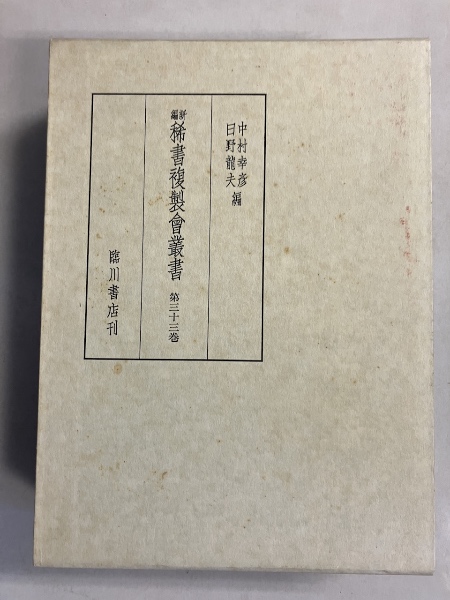 中村幸彦
日野龍夫 編
新編 稀書複製會叢書 第三十三巻
臨川書店刊